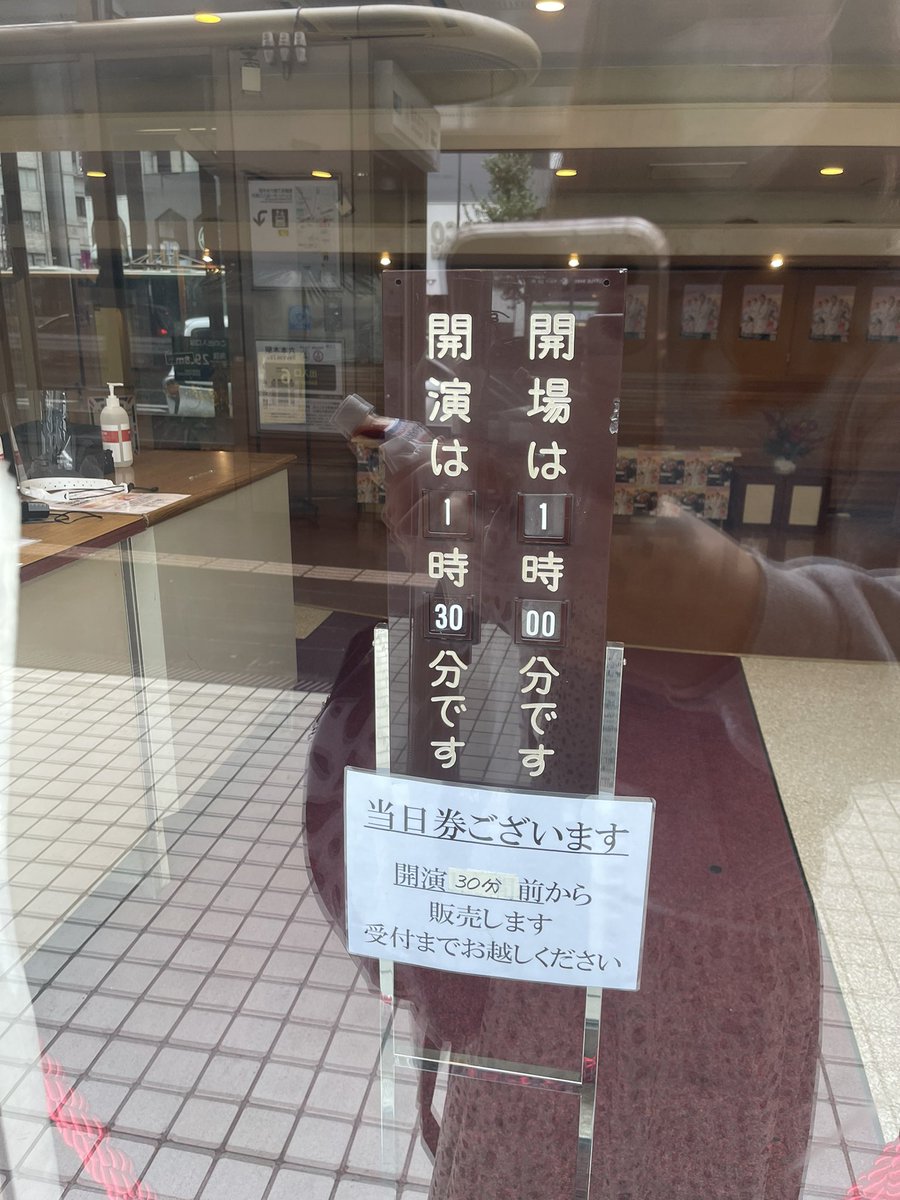 開場は1時00分です
開演は1時30分です
当日券ございます
開演30分前から
販売します
受付までお越しください